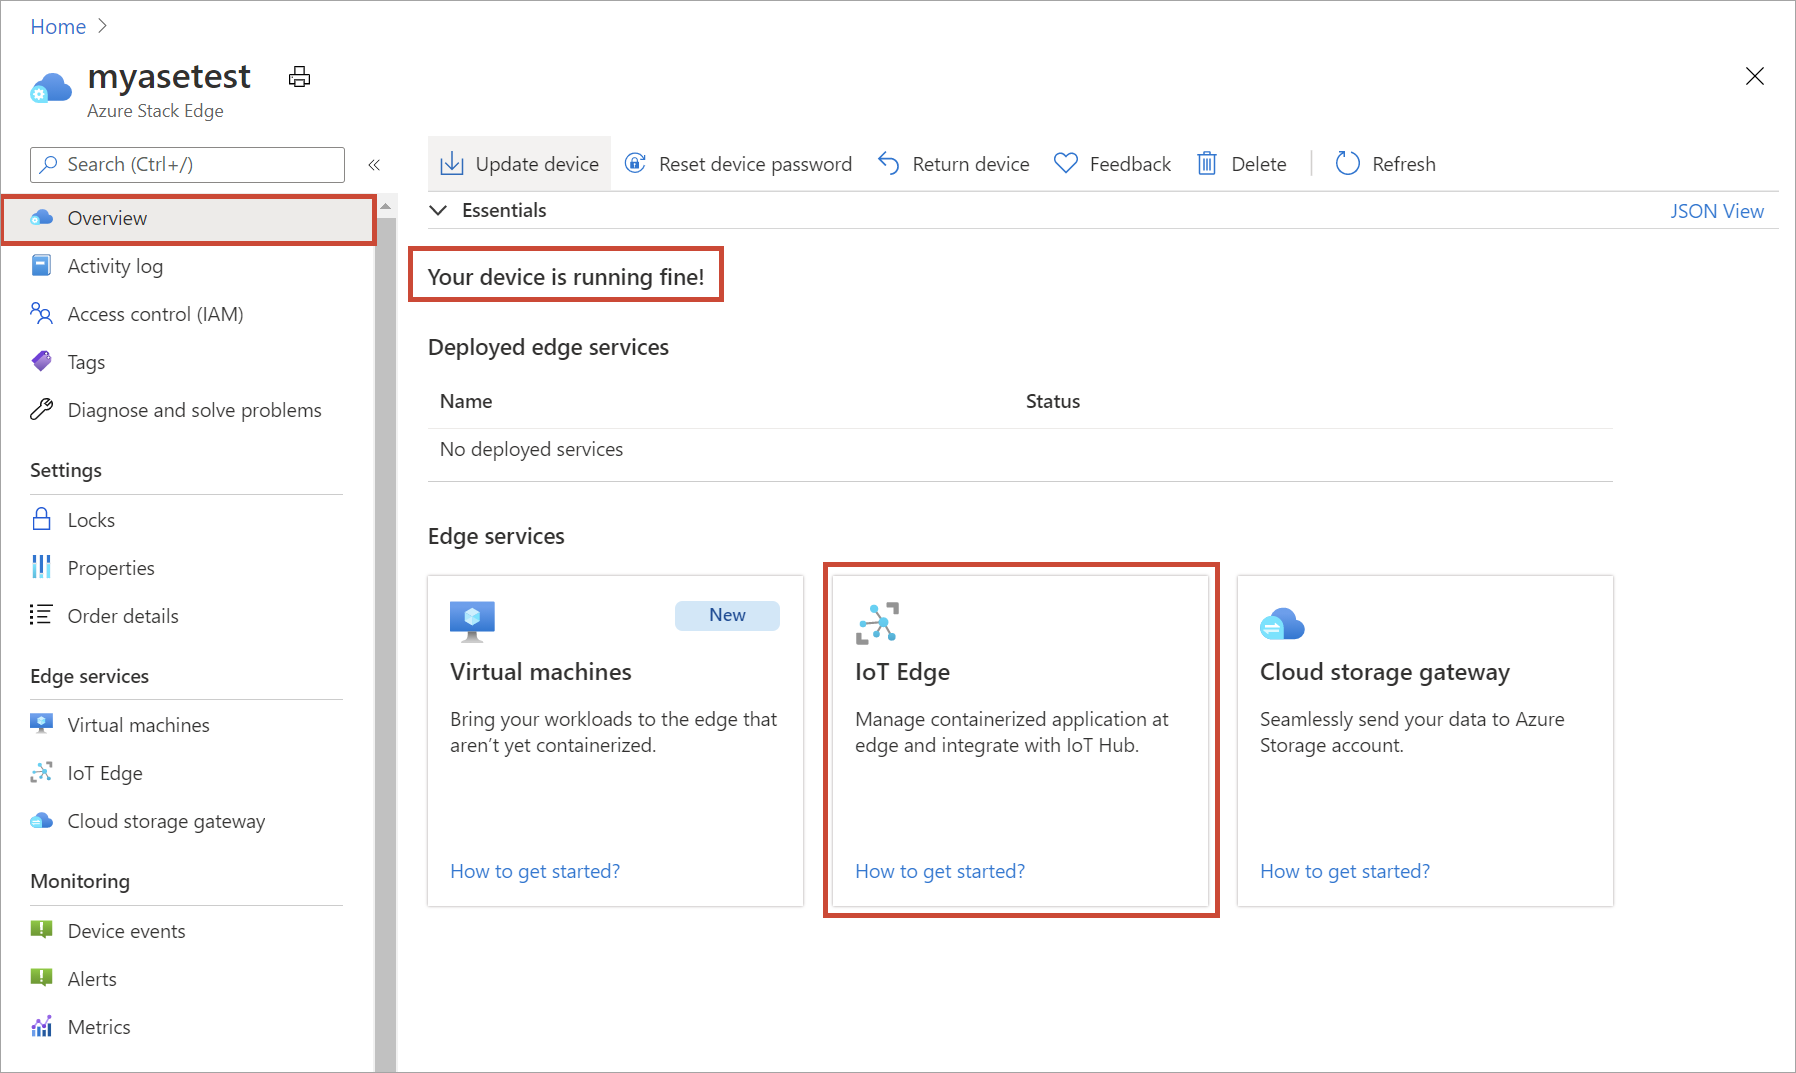 Home
myasetest
Azure Stack Edge
Search (Ctrl+/)
Overview
Activity log
Access control (IAM)
Tags
Diagnose and solve problems
Settings
Locks
Properties
Order details
Edge services
Virtual machines
IoT Edge
Cloud storage gateway
Monitoring
Device events
Alerts
Metrics
Update device
Reset device password
Return device
Feedback
Delete
Refresh
Essentials
JSON View
Your device is running fine!
Deployed edge services
Name Status
No deployed services
Edge services
New
Virtual machines
Bring your workloads to the edge that
aren’t yet containerized.
How to get started?
IoT Edge
Manage containerized application at
edge and integrate with IoT Hub.
How to get started?
Cloud storage gateway
Seamlessly send your data to Azure
Storage account.
How to get started?